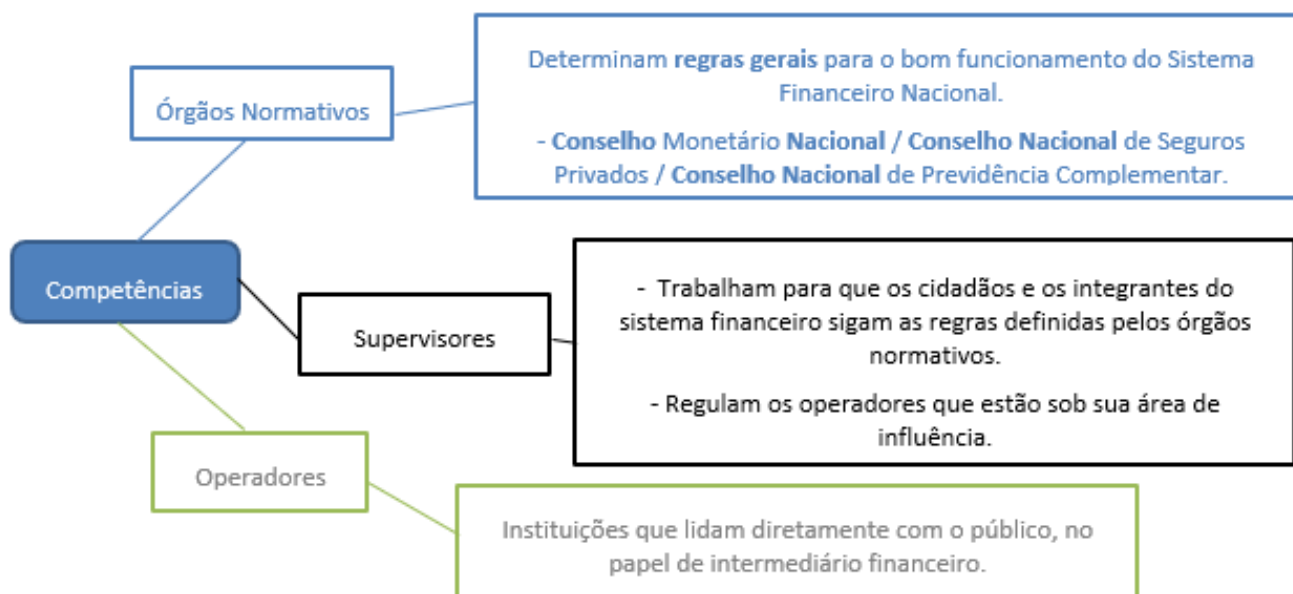 Órgãos Normativos
Determinam regras gerais para o bom funcionamento do Sistema
Financeiro Nacional.
- Conselho Monetário Nacional / Conselho Nacional de Seguros
Privados / Conselho Nacional de Previdência Complementar.
Competências
Supervisores
- Trabalham para que os cidadãos e os integrantes do
sistema financeiro sigam as regras definidas pelos órgãos
normativos.
- Regulam os operadores que estão sob sua área de
influência.
Operadores
Instituições que lidam diretamente com o público, no
papel de intermediário financeiro.